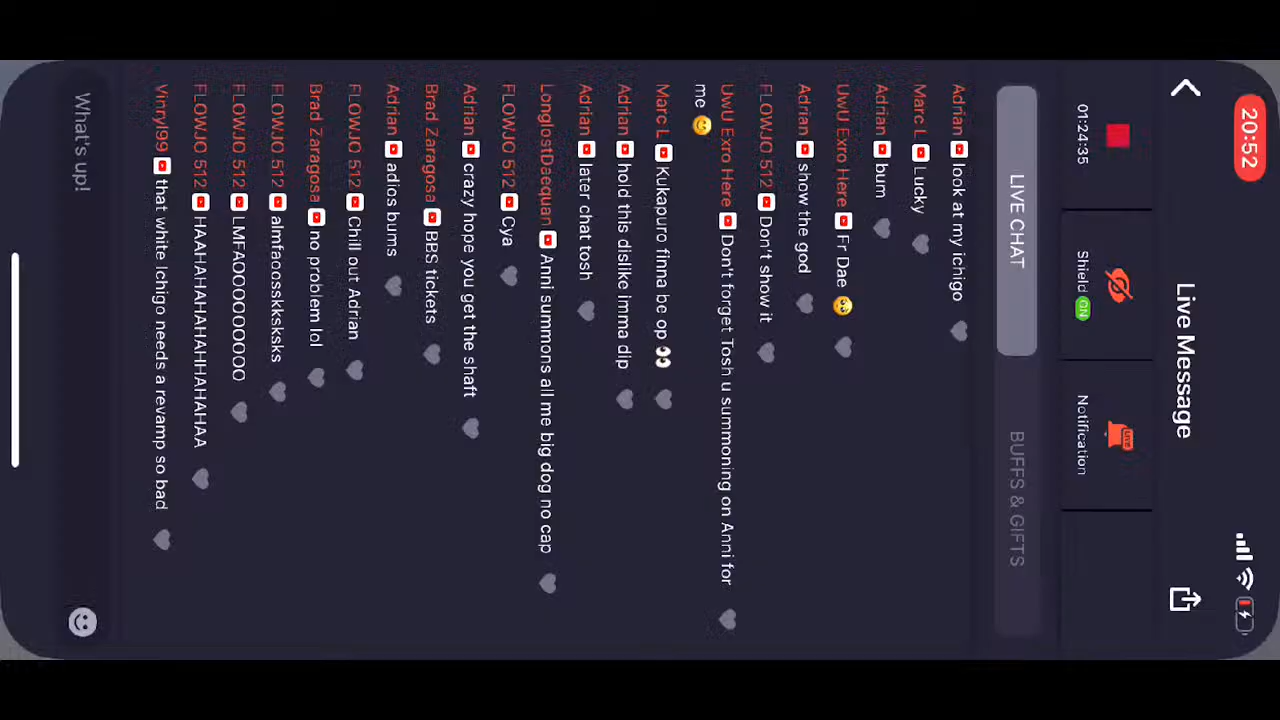 20:52
Live Message
01:24:35
Shield ON
Notification
LIVE CHAT
BUFFS & GIFTS
Adrian look at my ichigo
Marc L Lucky
Adrian bum
UwU Exro Here Fr Dae
Adrian show the god
FLOWJO 512 Don't show it
UwU Exro Here Don't forget Tosh u summoning on Anni for
me
Marc L Kukapuro finna be op
Adrian hold this dislike imma dip
Adrian later chat tosh
LonglostDaequan Anni summons all me big dog no cap
FLOWJO 512 Cya
Adrian crazy hope you get the shaft
Brad Zaragosa BBS tickets
Adrian adios bums
FLOWJO 512 Chill out Adrian
Brad Zaragosa no problem lol
FLOWJO 512 almfaoosskksksks
FLOWJO 512 LMFAOOOOOOOOO
FLOWJO 512 HAAHAHAHAHAHHAHAHAA
Vinnyl99 that white Ichigo needs a revamp so bad
What's up!